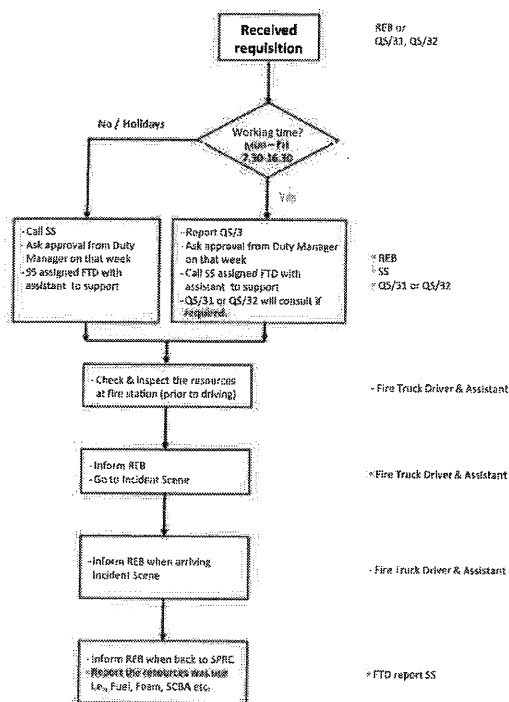 Received
requisition
REB or
QS/31, QS/32
No / Holidays
Working time?
Mon – Fri
7.30-16.30
Yes
- Call SS
- Ask approval from Duty
Manager on that week
- SS assigned FTD with
assistant to support
- Report QS/3
- Ask approval from Duty Manager
on that week
- Call SS assigned FTD with
assistant to support
- QS/31 or QS/32 will consult if
required.
- REB
- SS
- QS/31 or QS/32
- Check & Inspect the resources
at fire station (prior to driving)
- Fire Truck Driver & Assistant
- Inform REB
- Go to Incident Scene
- Fire Truck Driver & Assistant
- Inform REB when arriving
Incident Scene
- Fire Truck Driver & Assistant
- Inform REB when back to SPRC
- Report the resources was use
i.e., Fuel, Foam, SCBA etc.
- FTD report SS